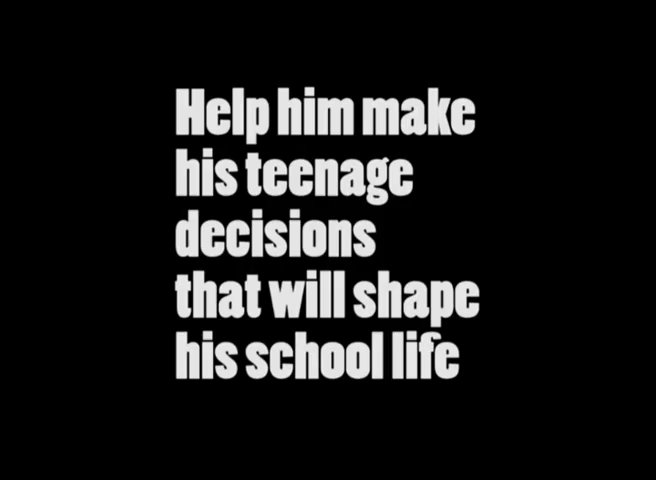 Help him make
his teenage
decisions
that will shape
his school life